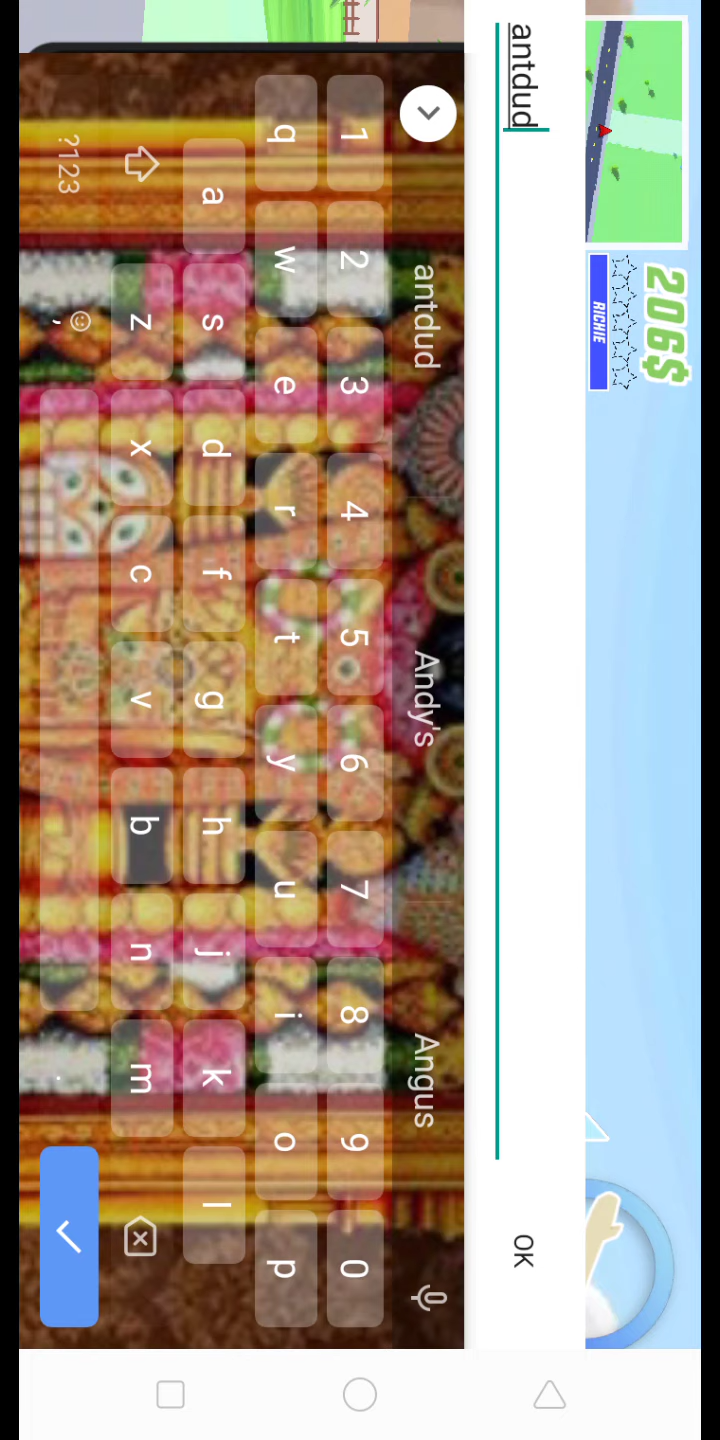 206$
RICHIE
antdud
OK
antdud Andy's Angus
1 2 3 4 5 6 7 8 9 0
q w e r t y u i o p
a s d f g h j k l
z x c v b n m
?123 , .